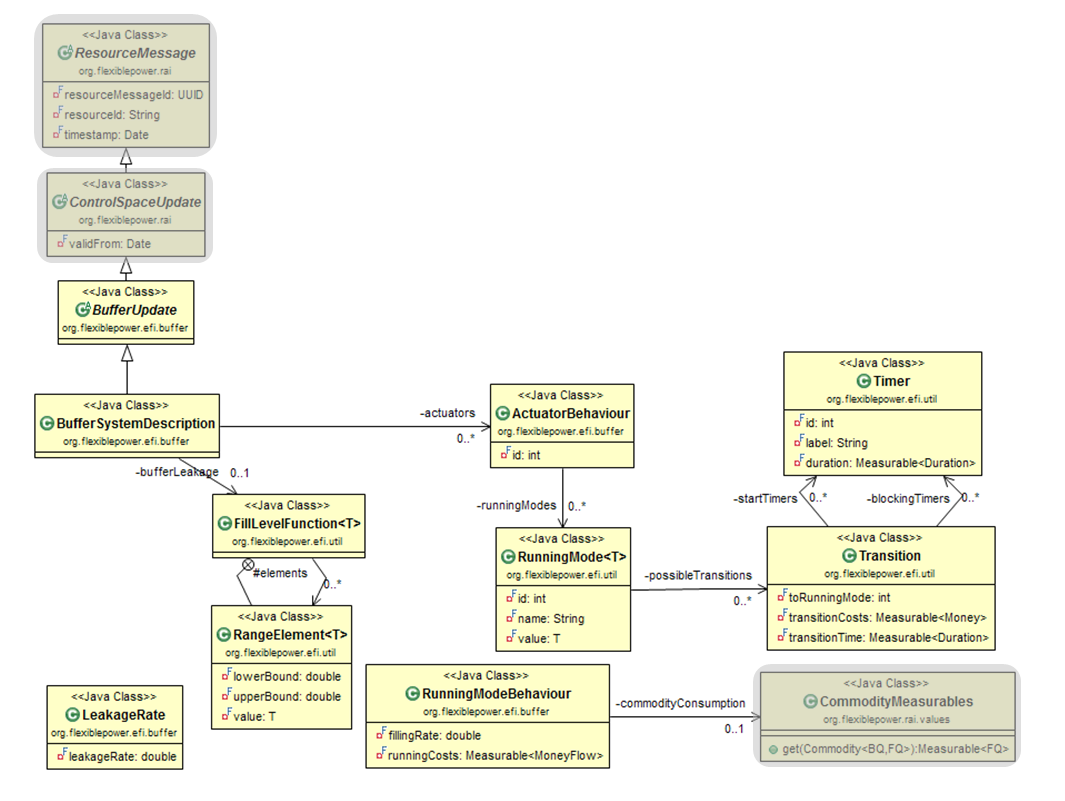 <<Java Class>>
ResourceMessage
org.flexiblepower.rai
resourceMessageId: UUID
resourceId: String
timestamp: Date
<<Java Class>>
ControlSpaceUpdate
org.flexiblepower.rai
validFrom: Date
<<Java Class>>
BufferUpdate
org.flexiblepower.efi.buffer
<<Java Class>>
BufferSystemDescription
org.flexiblepower.efi.buffer
-actuators
0..*
<<Java Class>>
ActuatorBehaviour
org.flexiblepower.efi.buffer
id: int
<<Java Class>>
Timer
org.flexiblepower.efi.util
id: int
label: String
duration: Measurable<Duration>
-bufferLeakage
0..1
<<Java Class>>
FillLevelFunction<T>
org.flexiblepower.efi.util
#elements
0..*
-runningModes
0..*
-startTimers
0..*
-blockingTimers
0..*
<<Java Class>>
RunningMode<T>
org.flexiblepower.efi.util
id: int
name: String
value: T
-possibleTransitions
0..*
<<Java Class>>
Transition
org.flexiblepower.efi.util
toRunningMode: int
transitionCosts: Measurable<Money>
transitionTime: Measurable<Duration>
<<Java Class>>
RangeElement<T>
org.flexiblepower.efi.util
lowerBound: double
upperBound: double
value: T
<<Java Class>>
LeakageRate
org.flexiblepower.efi.buffer
leakageRate: double
<<Java Class>>
RunningModeBehaviour
org.flexiblepower.efi.buffer
fillingRate: double
runningCosts: Measurable<MoneyFlow>
-commodityConsumption
0..1
<<Java Class>>
CommodityMeasurables
org.flexiblepower.rai.values
get(Commodity<BQ,FQ>):Measurable<FQ>